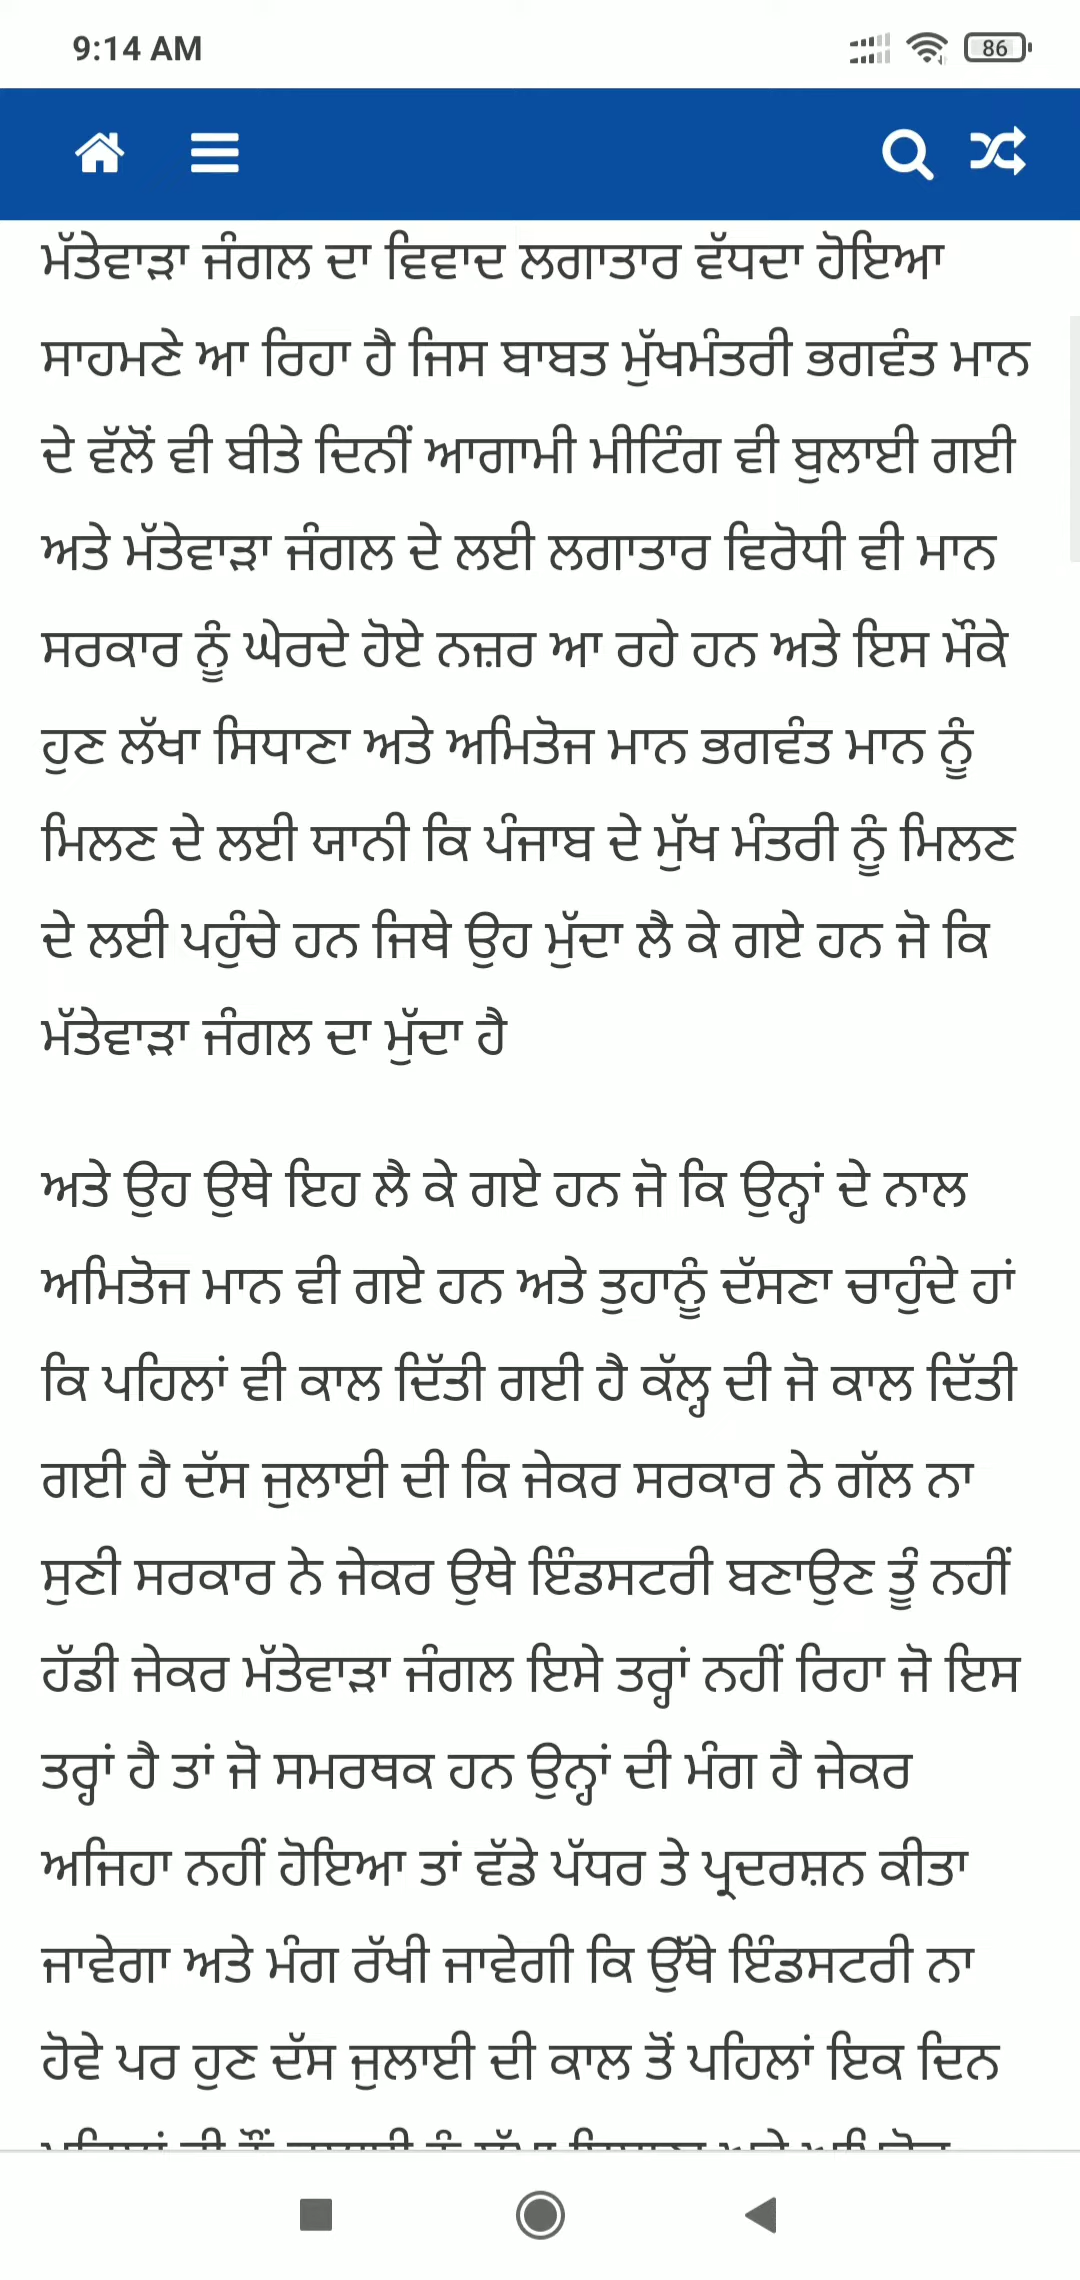 9:14 AM
86
ਮੱਤੇਵਾੜਾ ਜੰਗਲ ਦਾ ਵਿਵਾਦ ਲਗਾਤਾਰ ਵੱਧਦਾ ਹੋਇਆ
ਸਾਹਮਣੇ ਆ ਰਿਹਾ ਹੈ ਜਿਸ ਬਾਬਤ ਮੁੱਖਮੰਤਰੀ ਭਗਵੰਤ ਮਾਨ
ਦੇ ਵੱਲੋਂ ਵੀ ਬੀਤੇ ਦਿਨੀਂ ਆਗਾਮੀ ਮੀਟਿੰਗ ਵੀ ਬੁਲਾਈ ਗਈ
ਅਤੇ ਮੱਤੇਵਾੜਾ ਜੰਗਲ ਦੇ ਲਈ ਲਗਾਤਾਰ ਵਿਰੋਧੀ ਵੀ ਮਾਨ
ਸਰਕਾਰ ਨੂੰ ਘੇਰਦੇ ਹੋਏ ਨਜ਼ਰ ਆ ਰਹੇ ਹਨ ਅਤੇ ਇਸ ਮੌਕੇ
ਹੁਣ ਲੱਖਾ ਸਿਧਾਣਾ ਅਤੇ ਅਮਿਤੋਜ ਮਾਨ ਭਗਵੰਤ ਮਾਨ ਨੂੰ
ਮਿਲਣ ਦੇ ਲਈ ਯਾਨੀ ਕਿ ਪੰਜਾਬ ਦੇ ਮੁੱਖ ਮੰਤਰੀ ਨੂੰ ਮਿਲਣ
ਦੇ ਲਈ ਪਹੁੰਚੇ ਹਨ ਜਿਥੇ ਉਹ ਮੁੱਦਾ ਲੈ ਕੇ ਗਏ ਹਨ ਜੋ ਕਿ
ਮੱਤੇਵਾੜਾ ਜੰਗਲ ਦਾ ਮੁੱਦਾ ਹੈ
ਅਤੇ ਉਹ ਉਥੇ ਇਹ ਲੈ ਕੇ ਗਏ ਹਨ ਜੋ ਕਿ ਉਨ੍ਹਾਂ ਦੇ ਨਾਲ
ਅਮਿਤੋਜ ਮਾਨ ਵੀ ਗਏ ਹਨ ਅਤੇ ਤੁਹਾਨੂੰ ਦੱਸਣਾ ਚਾਹੁੰਦੇ ਹਾਂ
ਕਿ ਪਹਿਲਾਂ ਵੀ ਕਾਲ ਦਿੱਤੀ ਗਈ ਹੈ ਕੱਲ੍ਹ ਦੀ ਜੋ ਕਾਲ ਦਿੱਤੀ
ਗਈ ਹੈ ਦੱਸ ਜੁਲਾਈ ਦੀ ਕਿ ਜੇਕਰ ਸਰਕਾਰ ਨੇ ਗੱਲ ਨਾ
ਸੁਣੀ ਸਰਕਾਰ ਨੇ ਜੇਕਰ ਉਥੇ ਇੰਡਸਟਰੀ ਬਣਾਉਣ ਤੂੰ ਨਹੀਂ
ਹੱਡੀ ਜੇਕਰ ਮੱਤੇਵਾੜਾ ਜੰਗਲ ਇਸੇ ਤਰ੍ਹਾਂ ਨਹੀਂ ਰਿਹਾ ਜੋ ਇਸ
ਤਰ੍ਹਾਂ ਹੈ ਤਾਂ ਜੋ ਸਮਰਥਕ ਹਨ ਉਨ੍ਹਾਂ ਦੀ ਮੰਗ ਹੈ ਜੇਕਰ
ਅਜਿਹਾ ਨਹੀਂ ਹੋਇਆ ਤਾਂ ਵੱਡੇ ਪੱਧਰ ਤੇ ਪ੍ਰਦਰਸ਼ਨ ਕੀਤਾ
ਜਾਵੇਗਾ ਅਤੇ ਮੰਗ ਰੱਖੀ ਜਾਵੇਗੀ ਕਿ ਉੱਥੇ ਇੰਡਸਟਰੀ ਨਾ
ਹੋਵੇ ਪਰ ਹੁਣ ਦੱਸ ਜੁਲਾਈ ਦੀ ਕਾਲ ਤੋਂ ਪਹਿਲਾਂ ਇਕ ਦਿਨ